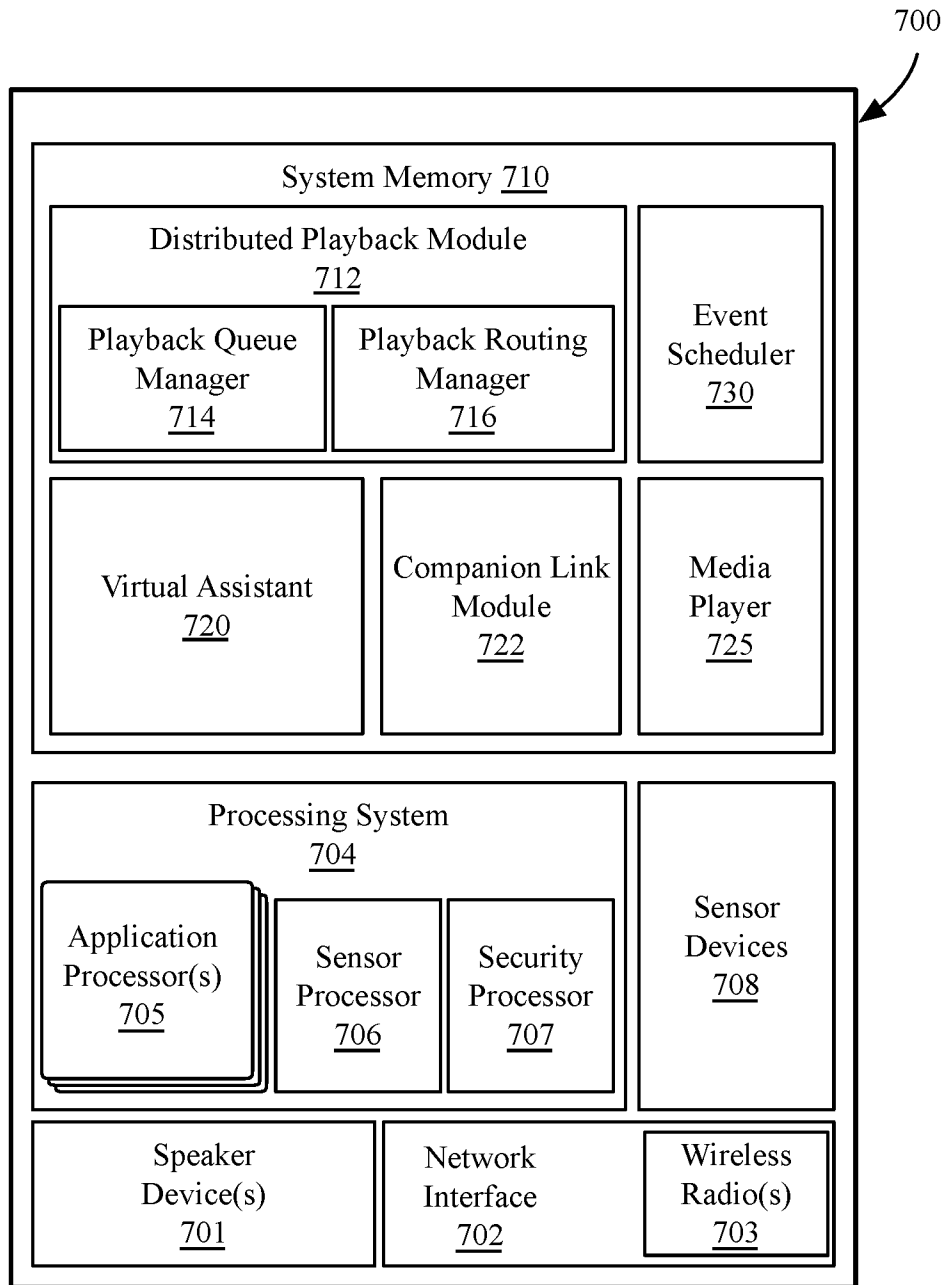 700
System Memory 710
Distributed Playback Module
712
Playback Queue
Manager
714
Playback Routing
Manager
716
Event
Scheduler
730
Virtual Assistant
720
Companion Link
Module
722
Media
Player
725
Processing System
704
Application
Processor(s)
705
Sensor
Processor
706
Security
Processor
707
Sensor
Devices
708
Speaker
Device(s)
701
Network
Interface
702
Wireless
Radio(s)
703